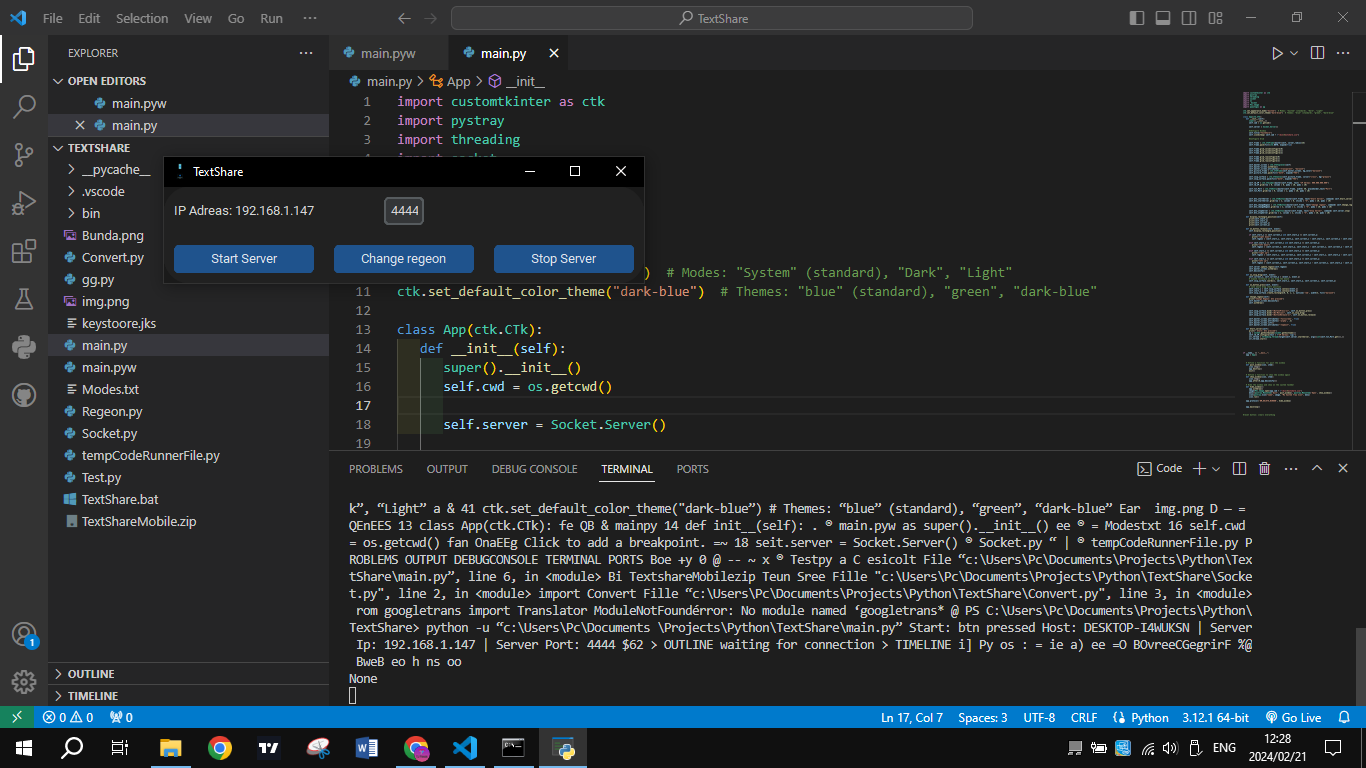 File Edit Selection View Go Run ··· TextShare
EXPLORER ···
OPEN EDITORS
main.pyw
main.py
TEXTSHARE
__pycache__
.vscode
bin
Bunda.png
Convert.py
gg.py
img.png
keystoore.jks
main.py
main.pyw
Modes.txt
Regeon.py
Socket.py
tempCodeRunnerFile.py
Test.py
TextShare.bat
TextShareMobile.zip
OUTLINE
TIMELINE
main.pyw main.py
main.py > App > __init__
1 import customtkinter as ctk
2 import pystray
3 import threading
TextShare
IP Adreas: 192.168.1.147 4444
Start Server Change regeon Stop Server
) # Modes: "System" (standard), "Dark", "Light"
11 ctk.set_default_color_theme("dark-blue") # Themes: "blue" (standard), "green", "dark-blue"
12
13 class App(ctk.CTk):
14 def __init__(self):
15 super().__init__()
16 self.cwd = os.getcwd()
17
18 self.server = Socket.Server()
19
PROBLEMS OUTPUT DEBUG CONSOLE TERMINAL PORTS Code
k”, “Light” a & 41 ctk.set_default_color_theme("dark-blue”) # Themes: “blue” (standard), “green”, “dark-blue” Ear img.png D — =
QEnEES 13 class App(ctk.CTk): fe QB & mainpy 14 def init__(self): . ® main.pyw as super().__init__() ee ® = Modestxt 16 self.cwd
= os.getcwd() fan OnaEEg Click to add a breakpoint. =~ 18 seit.server = Socket.Server() ® Socket.py “ | ® tempCodeRunnerFile.py P
ROBLEMS OUTPUT DEBUGCONSOLE TERMINAL PORTS Boe +y 0 @ -- ~ x ® Testpy a C esicolt File “c:\Users\Pc\Documents\Projects\Python\Tex
tShare\main.py”, line 6, in <module> Bi TextshareMobilezip Teun Sree Fille "c:\Users\Pc\Documents\Projects\Python\TextShare\Socke
t.py", line 2, in <module> import Convert Fille “c:\Users\Pc\Documents\Projects\Python\TextShare\Convert.py", line 3, in <module>
rom googletrans import Translator ModuleNotFoundérror: No module named ‘googletrans* @ PS C:\Users\Pc\Documents\Projects\Python\
TextShare> python -u “c:\Users\Pc\Documents \Projects\Python\TextShare\main.py” Start: btn pressed Host: DESKTOP-I4WUKSN | Server
Ip: 192.168.1.147 | Server Port: 4444 $62 > OUTLINE waiting for connection > TIMELINE i] Py os : = ie a) ee =O BOvreeCGegrirF %@
BweB eo h ns oo
None
1
0 0 0 Ln 17, Col 7 Spaces: 3 UTF-8 CRLF Python 3.12.1 64-bit Go Live
ENG 12:28
2024/02/21